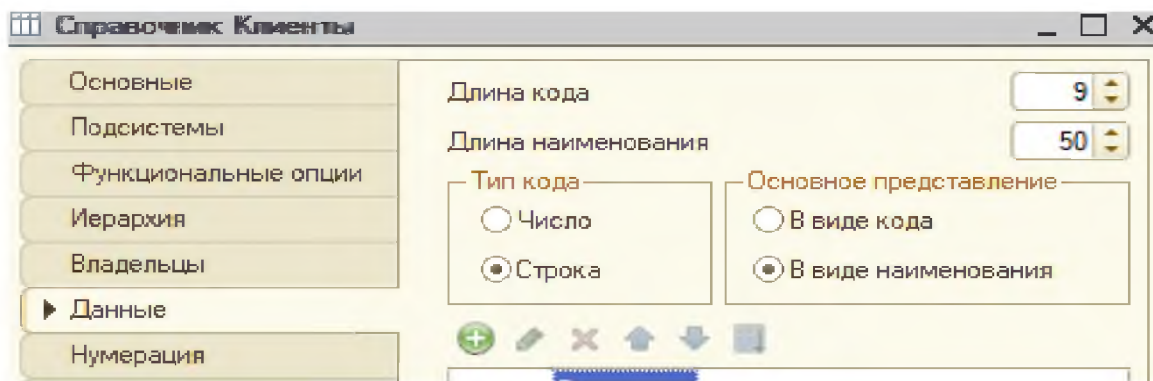 Справочник Клиенты
Основные
Подсистемы
Функциональные опции
Иерархия
Владельцы
Данные
Нумерация
Длина кода 9
Длина наименования 50
Тип кода
Число
Строка
Основное представление
В виде кода
В виде наименования